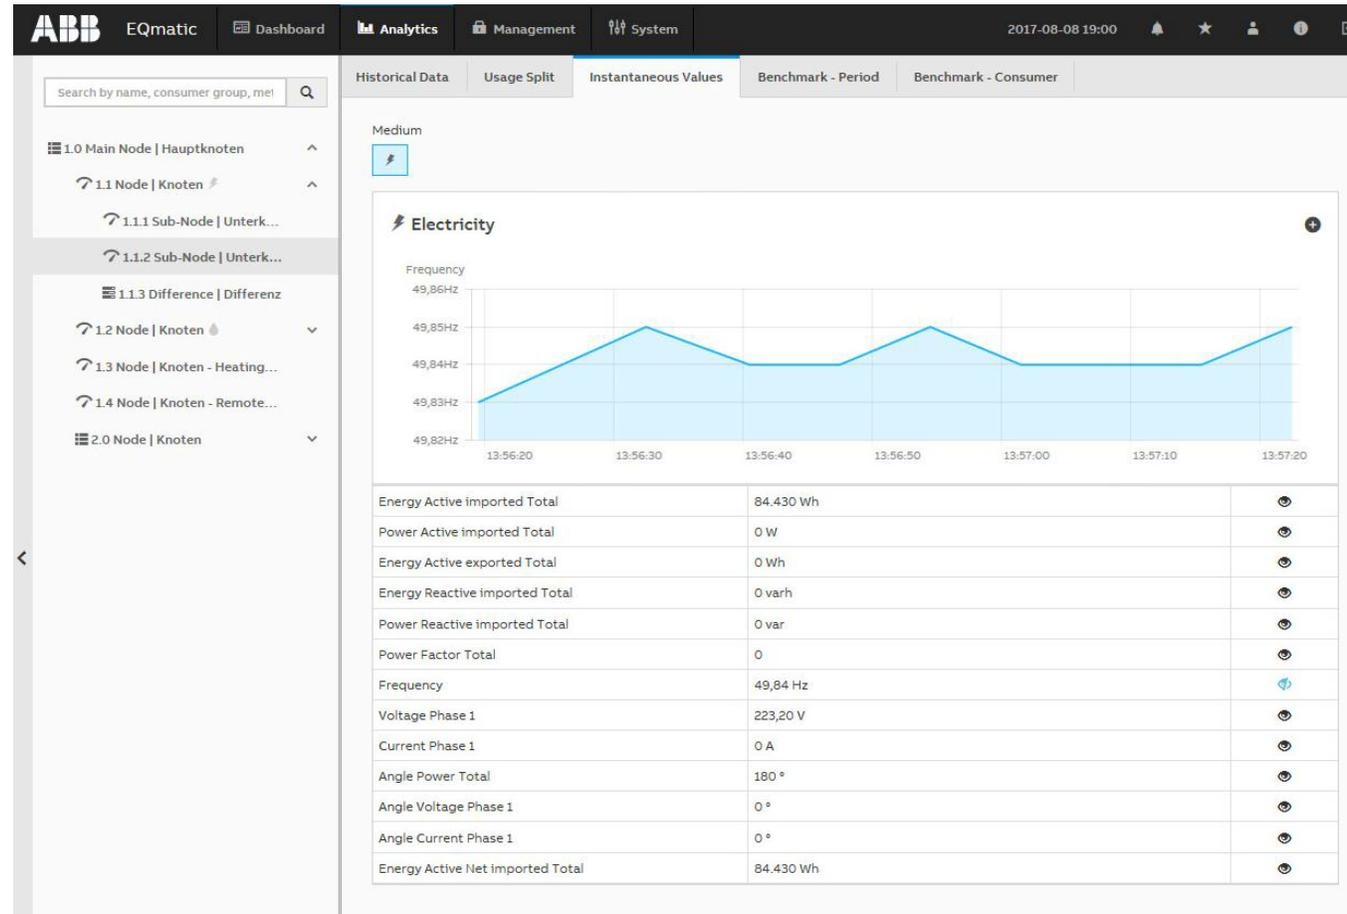 ABB EQmatic Dashboard Analytics Management System 2017-08-08 19:00
Historical Data Usage Split Instantaneous Values Benchmark - Period Benchmark - Consumer
Search by name, consumer group, met
1.0 Main Node | Hauptknoten
1.1 Node | Knoten
1.1.1 Sub-Node | Unterk...
1.1.2 Sub-Node | Unterk...
1.1.3 Difference | Differenz
1.2 Node | Knoten
1.3 Node | Knoten - Heating...
1.4 Node | Knoten - Remote...
2.0 Node | Knoten
Medium
Electricity
Frequency
49,86Hz
49,85Hz
49,84Hz
49,83Hz
49,82Hz
13:56:20 13:56:30 13:56:40 13:56:50 13:57:00 13:57:10 13:57:20
Energy Active imported Total 84.430 Wh
Power Active imported Total 0 W
Energy Active exported Total 0 Wh
Energy Reactive imported Total 0 varh
Power Reactive imported Total 0 var
Power Factor Total 0
Frequency 49,84 Hz
Voltage Phase 1 223,20 V
Current Phase 1 0 A
Angle Power Total 180 °
Angle Voltage Phase 1 0 °
Angle Current Phase 1 0 °
Energy Active Net imported Total 84.430 Wh